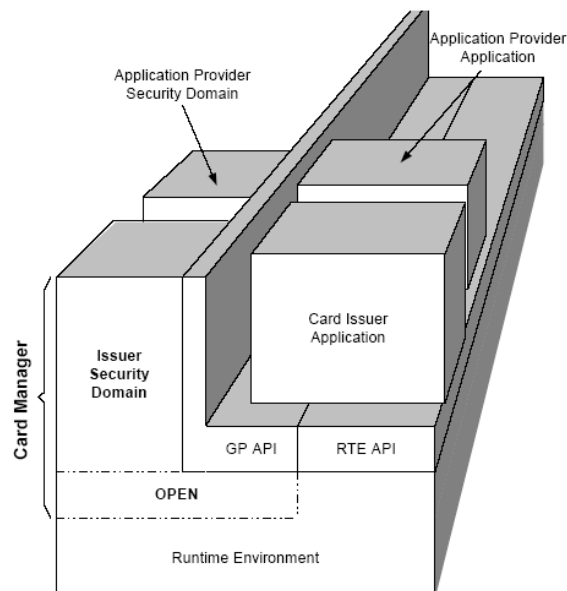 Application Provider
Application
Application Provider
Security Domain
Card Manager
Issuer
Security
Domain
Card Issuer
Application
GP API
RTE API
OPEN
Runtime Environment